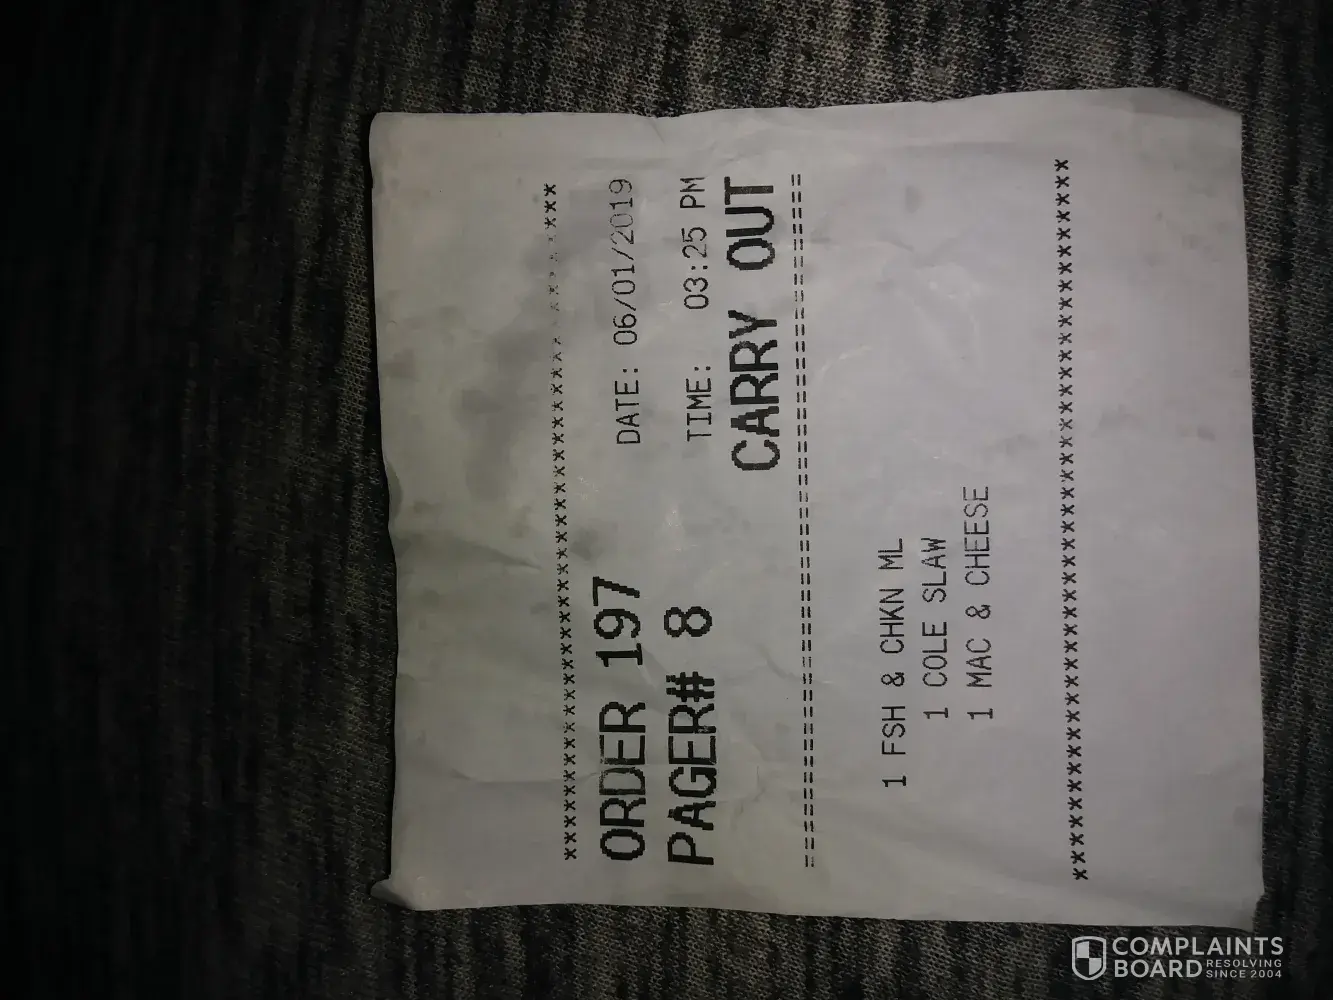 ****************************************
ORDER 197 DATE: 06/01/2019
PAGER# 8 TIME: 03:25 PM
CARRY OUT
========================================
1 FSH & CHKN ML
1 COLE SLAW
1 MAC & CHEESE
****************************************
COMPLAINTS
BOARD RESOLVING
SINCE 2004